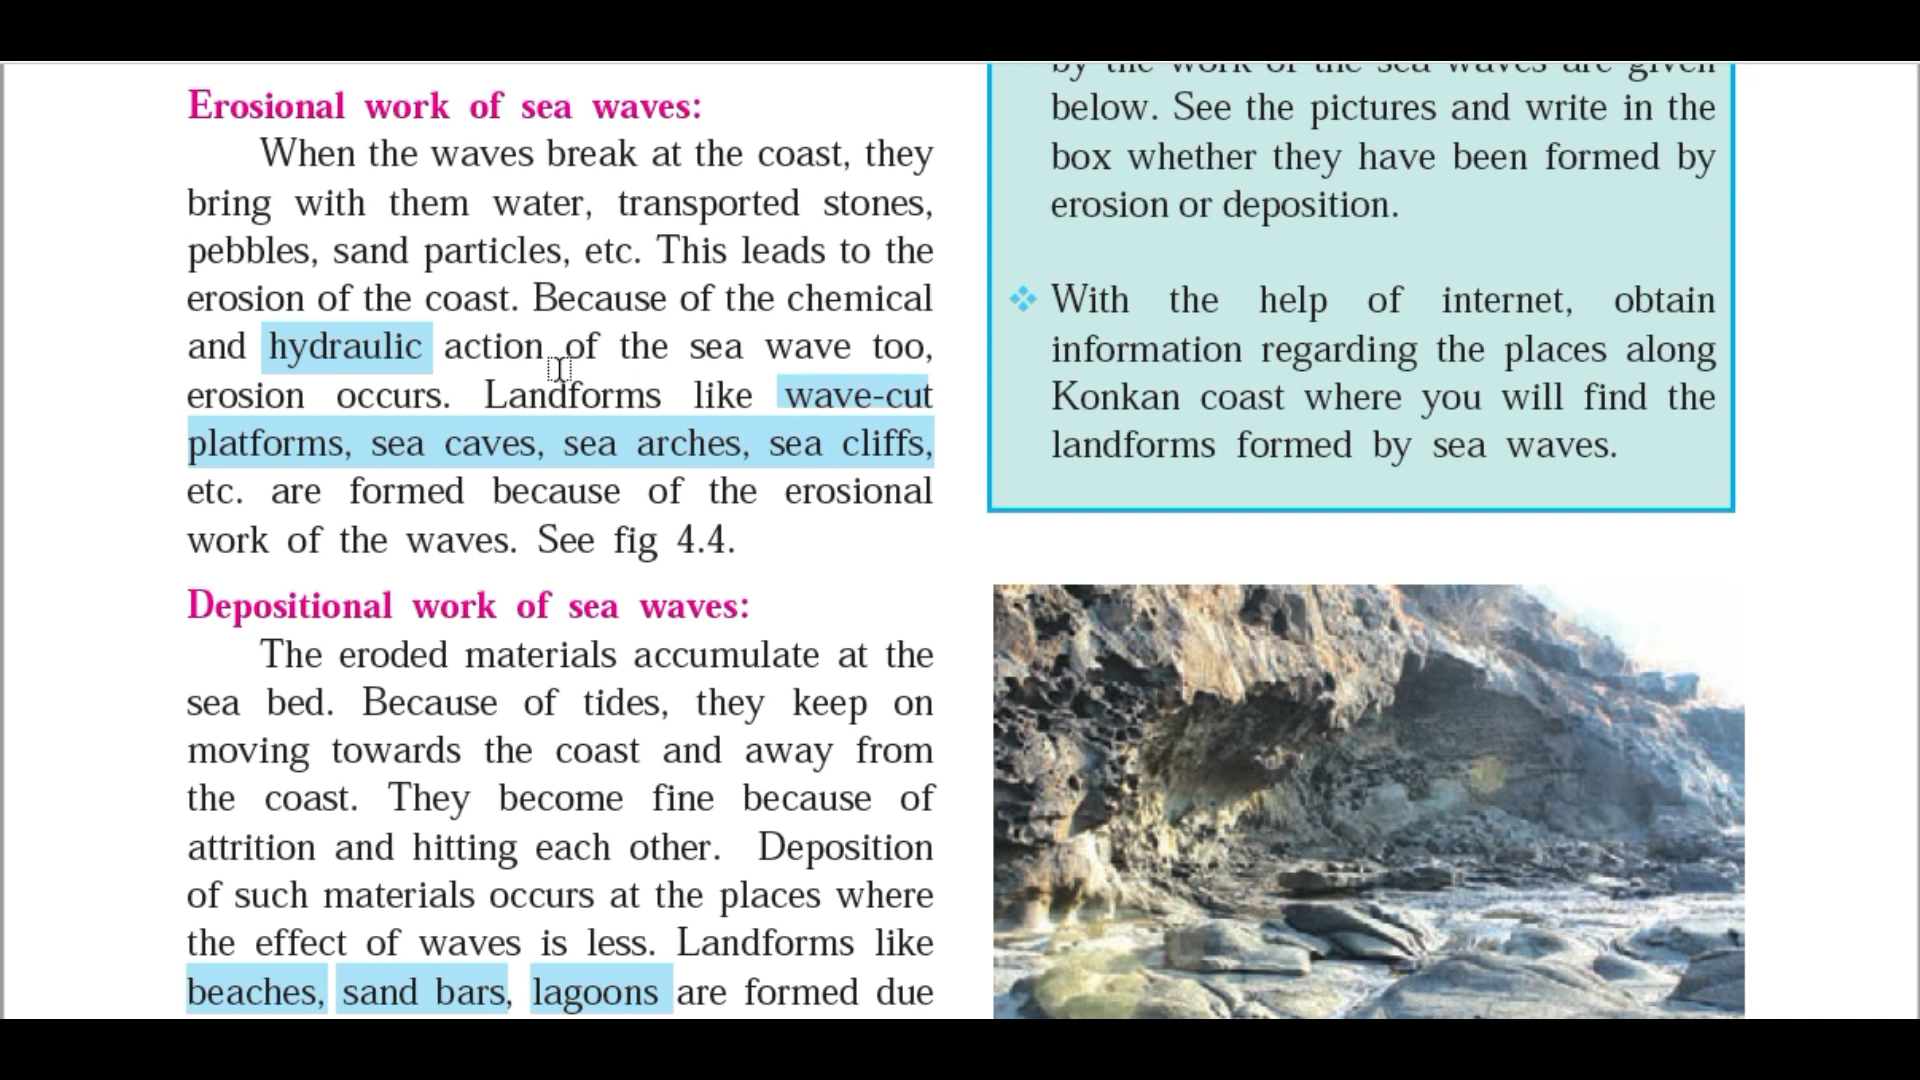 Erosional work of sea waves:
When the waves break at the coast, they
bring with them water, transported stones,
pebbles, sand particles, etc. This leads to the
erosion of the coast. Because of the chemical
and hydraulic action of the sea wave too,
erosion occurs. Landforms like wave-cut
platforms, sea caves, sea arches, sea cliffs,
etc. are formed because of the erosional
work of the waves. See fig 4.4.
Depositional work of sea waves:
The eroded materials accumulate at the
sea bed. Because of tides, they keep on
moving towards the coast and away from
the coast. They become fine because of
attrition and hitting each other. Deposition
of such materials occurs at the places where
the effect of waves is less. Landforms like
beaches, sand bars, lagoons are formed due
by the work of the sea waves are given
below. See the pictures and write in the
box whether they have been formed by
erosion or deposition.
❖ With the help of internet, obtain
information regarding the places along
Konkan coast where you will find the
landforms formed by sea waves.